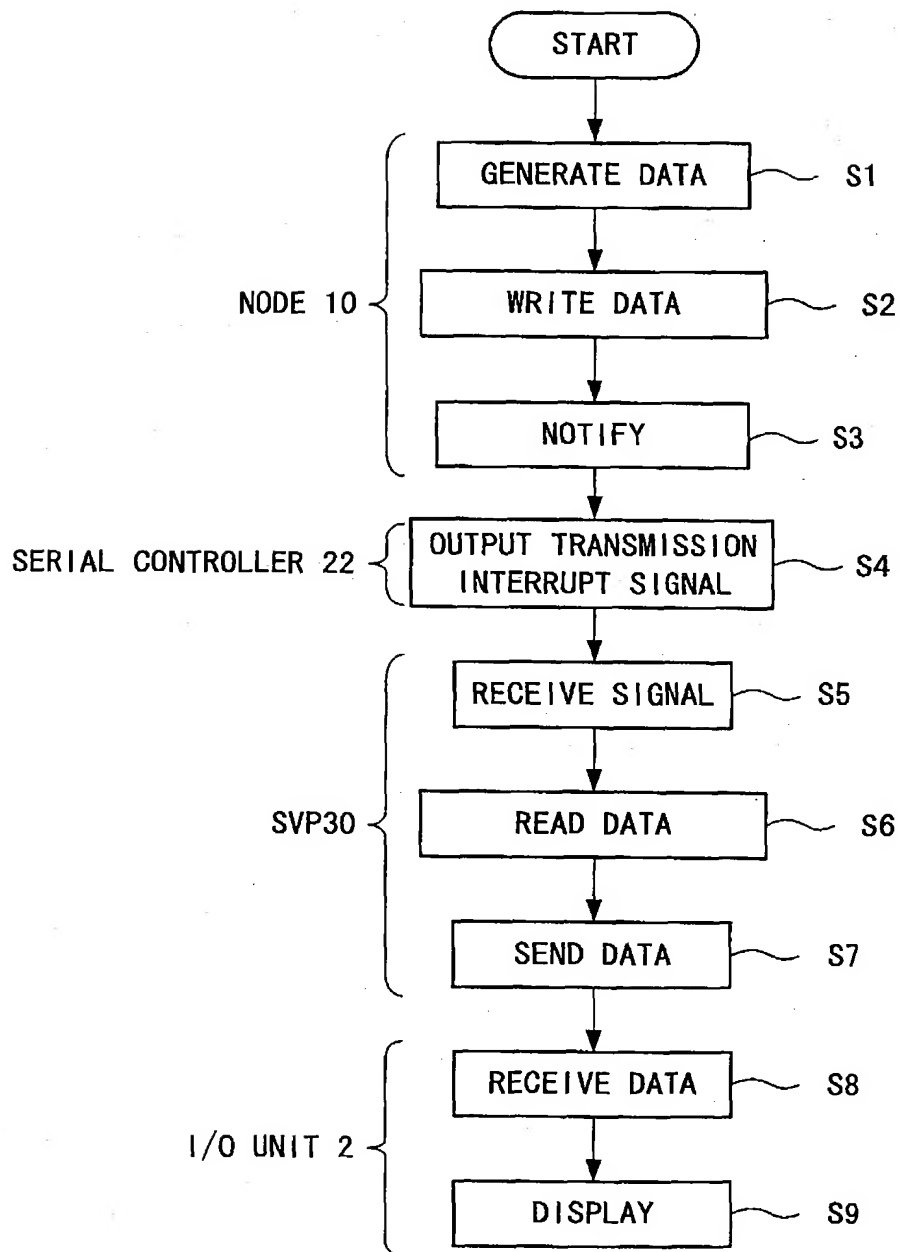 START
GENERATE DATA
S1
NODE 10
WRITE DATA
S2
NOTIFY
S3
SERIAL CONTROLLER 22
OUTPUT TRANSMISSION
INTERRUPT SIGNAL
S4
RECEIVE SIGNAL
S5
SVP30
READ DATA
S6
SEND DATA
S7
I/O UNIT 2
RECEIVE DATA
S8
DISPLAY
S9